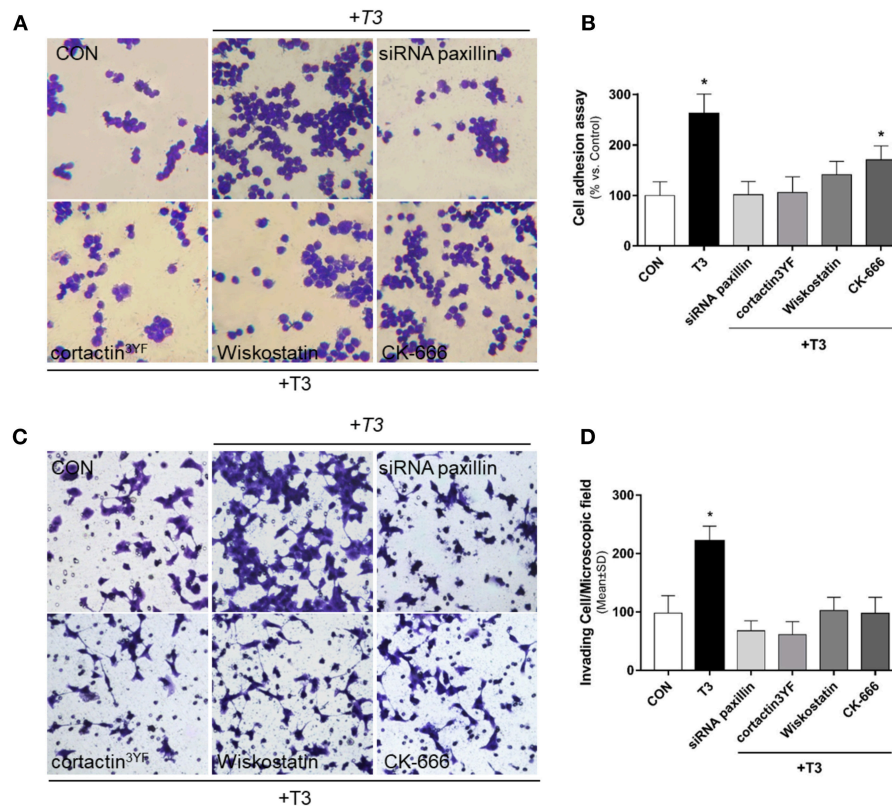 A
+T3
CON
siRNA paxillin
cortactin3YF
Wiskostatin
CK-666
+T3
B
Cell adhesion assay
(% vs. Control)
400
300
200
100
0
*
*
CON
T3
siRNA paxillin
cortactin3YF
Wiskostatin
CK-666
+T3
C
+T3
CON
siRNA paxillin
cortactin3YF
Wiskostatin
CK-666
+T3
D
Invading Cell/Microscopic field
(Mean±SD)
300
200
100
0
*
CON
T3
siRNA paxillin
cortactin3YF
Wiskostatin
CK-666
+T3